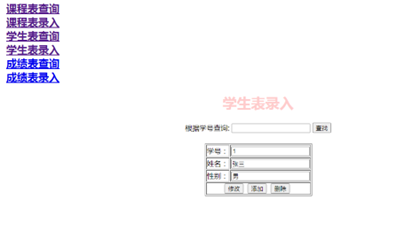 课程表查询
课程表录入
学生表查询
学生表录入
成绩表查询
成绩表录入
学生表录入
根据学号查询: 查找
学号： 1
姓名： 张三
性别： 男
修改 添加 删除